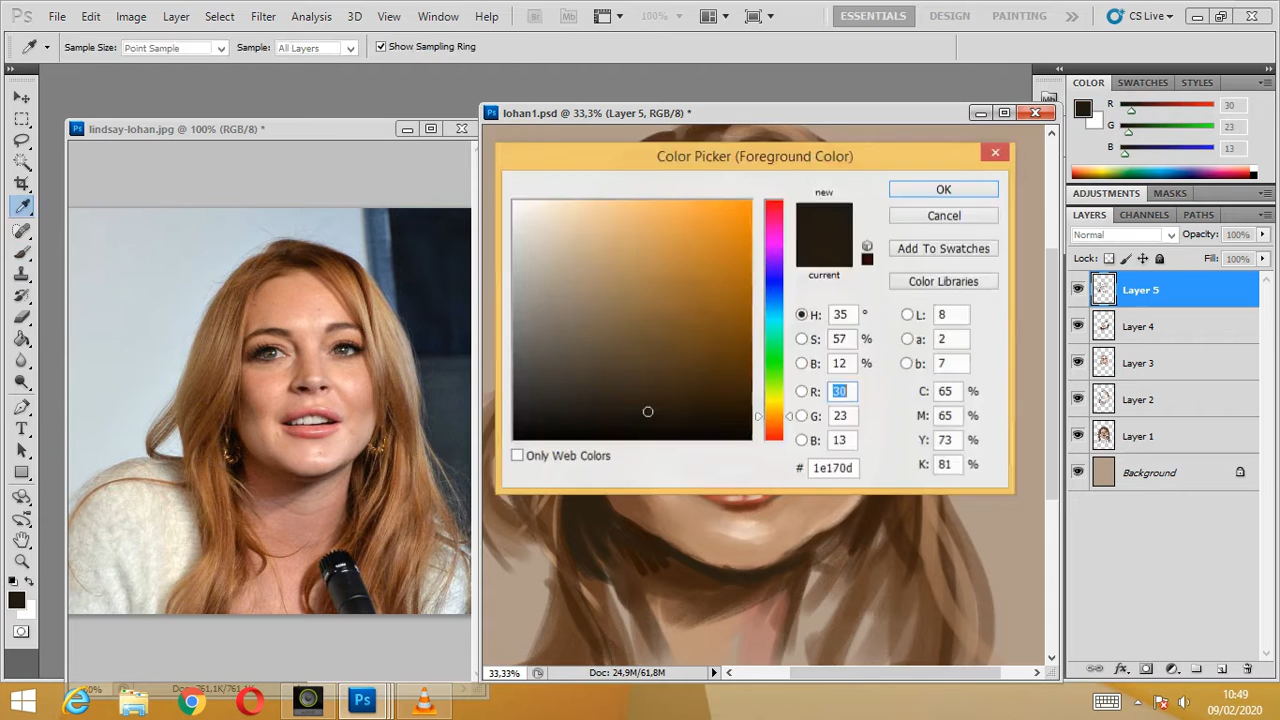 Ps File Edit Image Layer Select Filter Analysis 3D View Window Help Br Mb 100% ESSENTIALS DESIGN PAINTING CS Live
Sample Size: Point Sample Sample: All Layers Show Sampling Ring
COLOR SWATCHES STYLES
R 30
G 23
B 13
ADJUSTMENTS MASKS
LAYERS CHANNELS PATHS
Normal Opacity: 100%
Lock: Fill: 100%
Layer 5
Layer 4
Layer 3
Layer 2
Layer 1
Background
Ps lindsay-lohan.jpg @ 100% (RGB/8) *
Ps lohan1.psd @ 33,3% (Layer 5, RGB/8) *
Color Picker (Foreground Color)
new
current
OK
Cancel
Add To Swatches
Color Libraries
H: 35 °
S: 57 %
B: 12 %
R: 30
G: 23
B: 13
L: 8
a: 2
b: 7
C: 65 %
M: 65 %
Y: 73 %
K: 81 %
# 1e170d
Only Web Colors
T
33,33% Doc: 24,9M/61,8M
Ps
10:49
09/02/2020